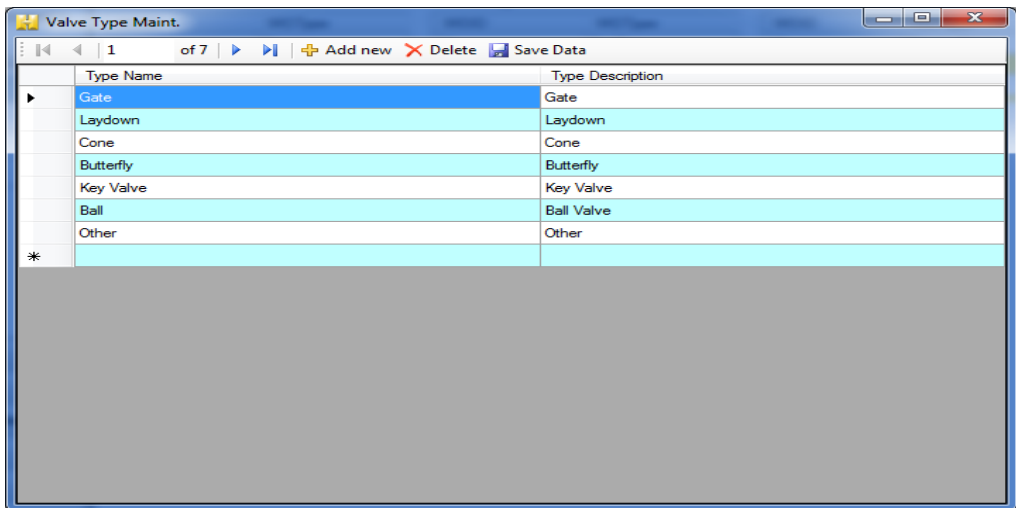 Valve Type Maint.
1 of 7 Add new Delete Save Data
Type Name Type Description
Gate Gate
Laydown Laydown
Cone Cone
Butterfly Butterfly
Key Valve Key Valve
Ball Ball Valve
Other Other